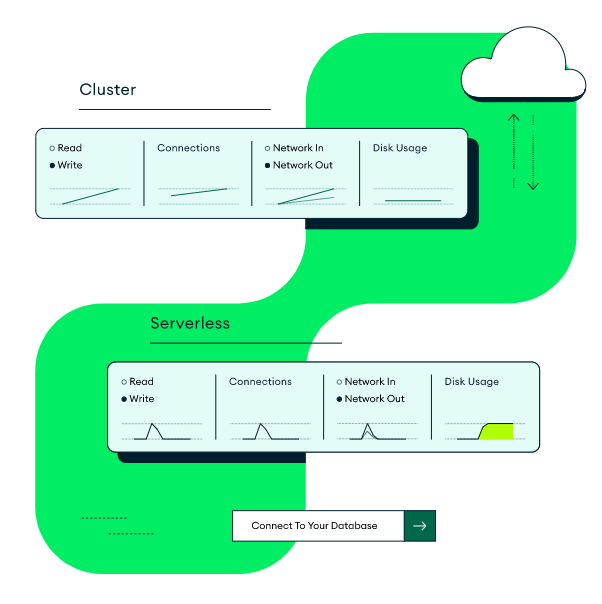 Cluster
Read
Write
Connections
Network In
Network Out
Disk Usage
Serverless
Read
Write
Connections
Network In
Network Out
Disk Usage
Connect To Your Database